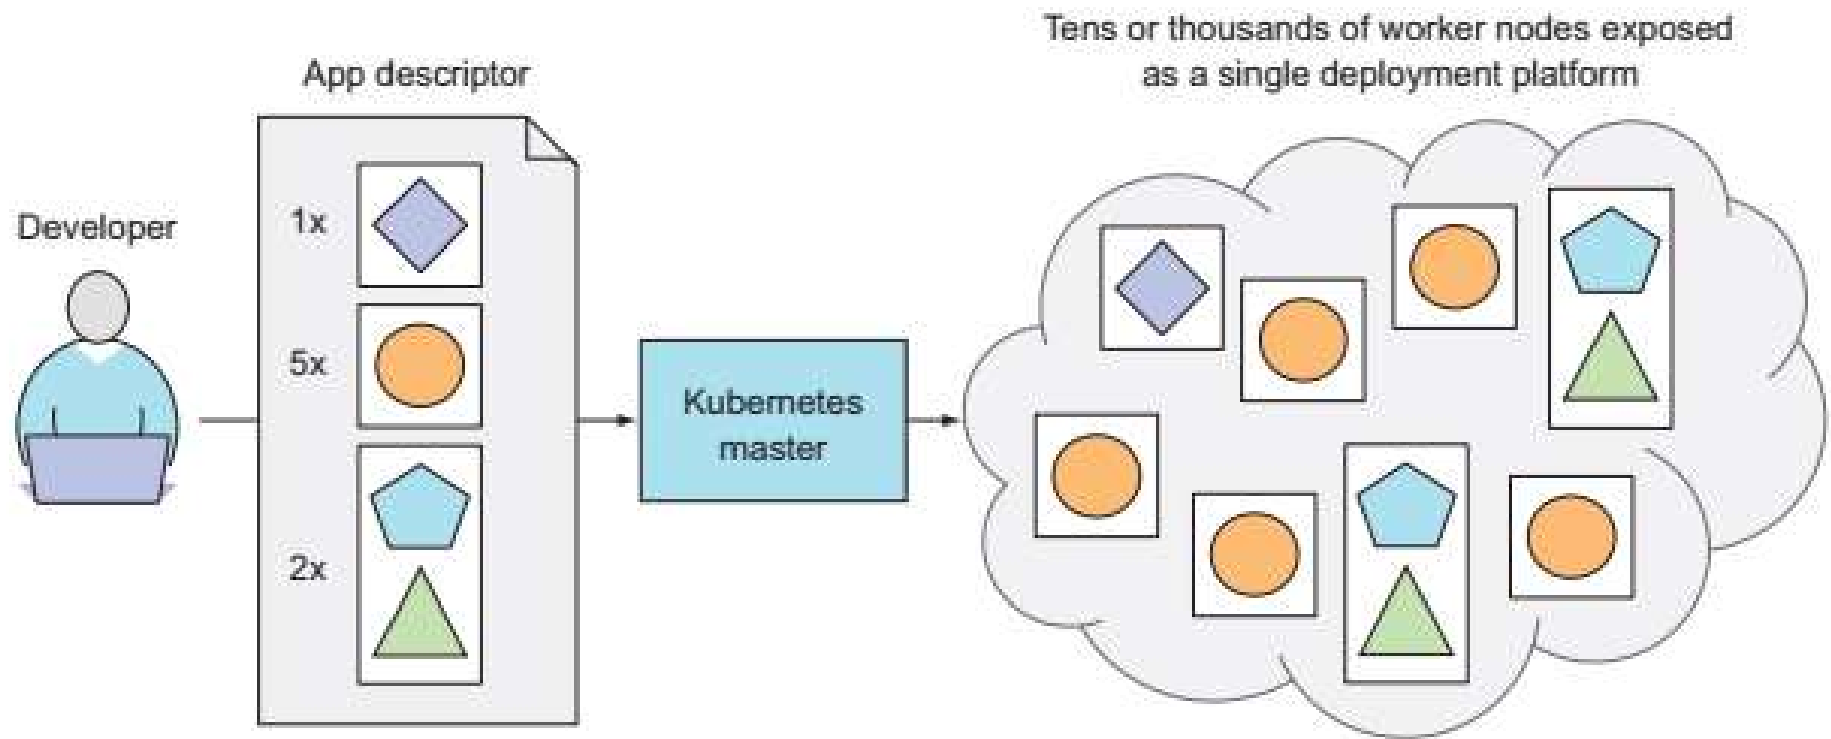 Tens or thousands of worker nodes exposed
as a single deployment platform
App descriptor
Developer
1x
5x
2x
Kubernetes
master